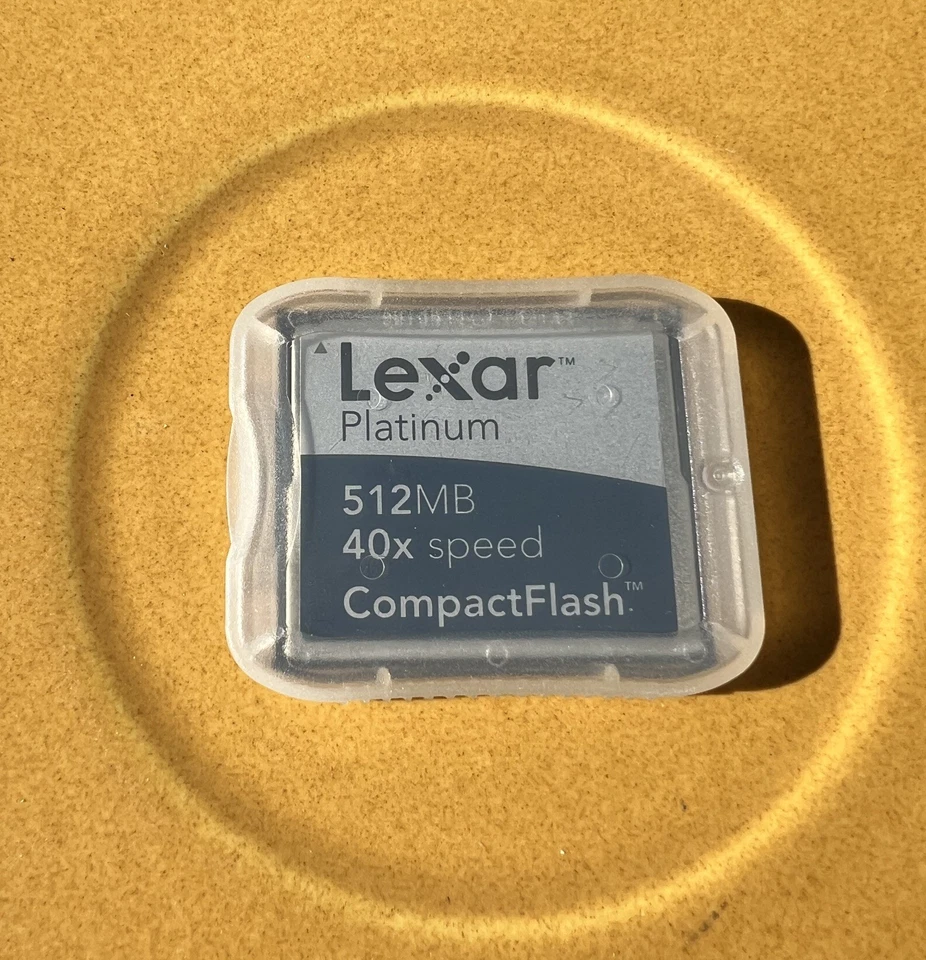 Lexar™
Platinum
512MB
40x speed
CompactFlash™